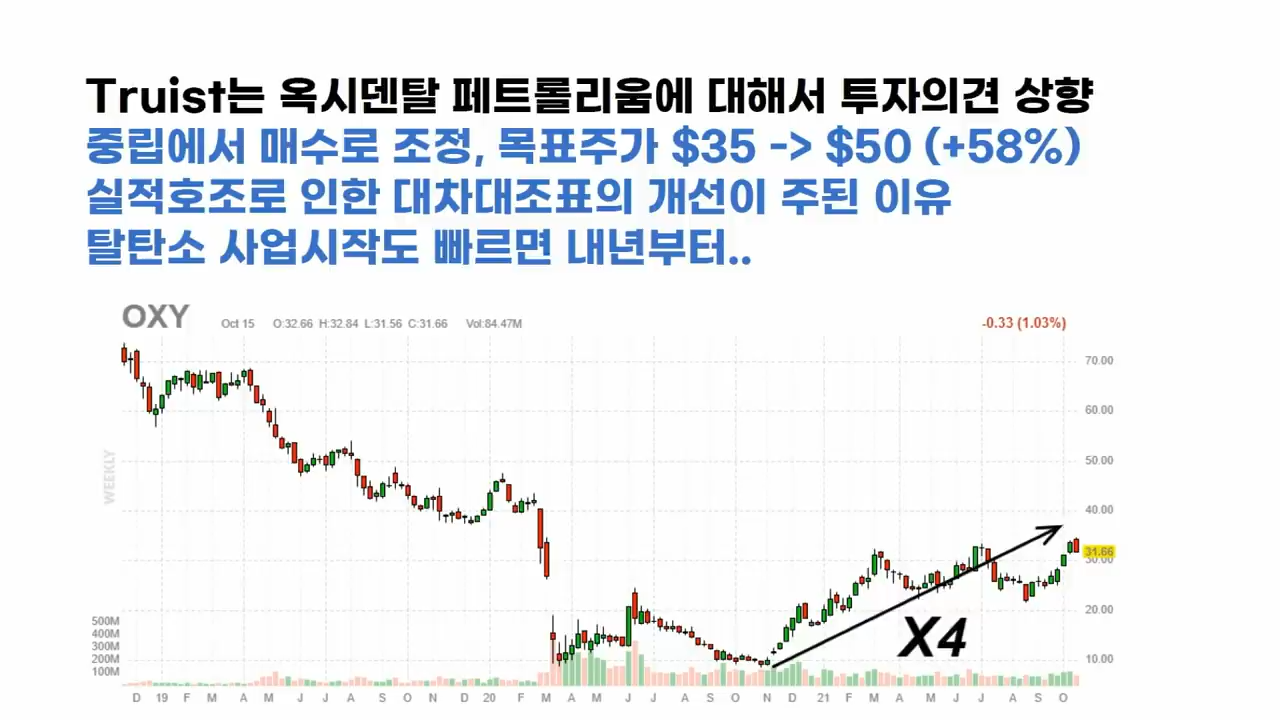 Truist는 옥시덴탈 페트롤리움에 대해서 투자의견 상향
중립에서 매수로 조정, 목표주가 $35 -> $50 (+58%)
실적호조로 인한 대차대조표의 개선이 주된 이유
탈탄소 사업시작도 빠르면 내년부터..
OXY Oct 15 O:32.66 H:32.84 L:31.56 C:31.66 Vol:84.47M -0.33 (1.03%)
WEEKLY
70.00
60.00
50.00
40.00
31.66
30.00
20.00
10.00
X4
500M
400M
300M
200M
100M
D 19 F M A M J J A S O N D 20 F M A M J J A S O N D 21 F M A M J J A S O